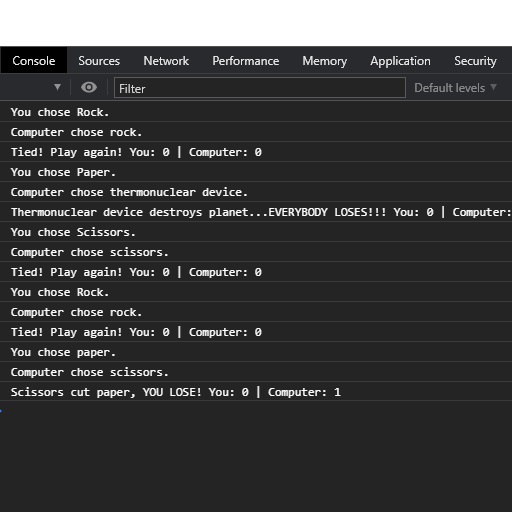 Console Sources Network Performance Memory Application Security
Filter Default levels
You chose Rock.
Computer chose rock.
Tied! Play again! You: 0 | Computer: 0
You chose Paper.
Computer chose thermonuclear device.
Thermonuclear device destroys planet...EVERYBODY LOSES!!! You: 0 | Computer:
You chose Scissors.
Computer chose scissors.
Tied! Play again! You: 0 | Computer: 0
You chose Rock.
Computer chose rock.
Tied! Play again! You: 0 | Computer: 0
You chose paper.
Computer chose scissors.
Scissors cut paper, YOU LOSE! You: 0 | Computer: 1